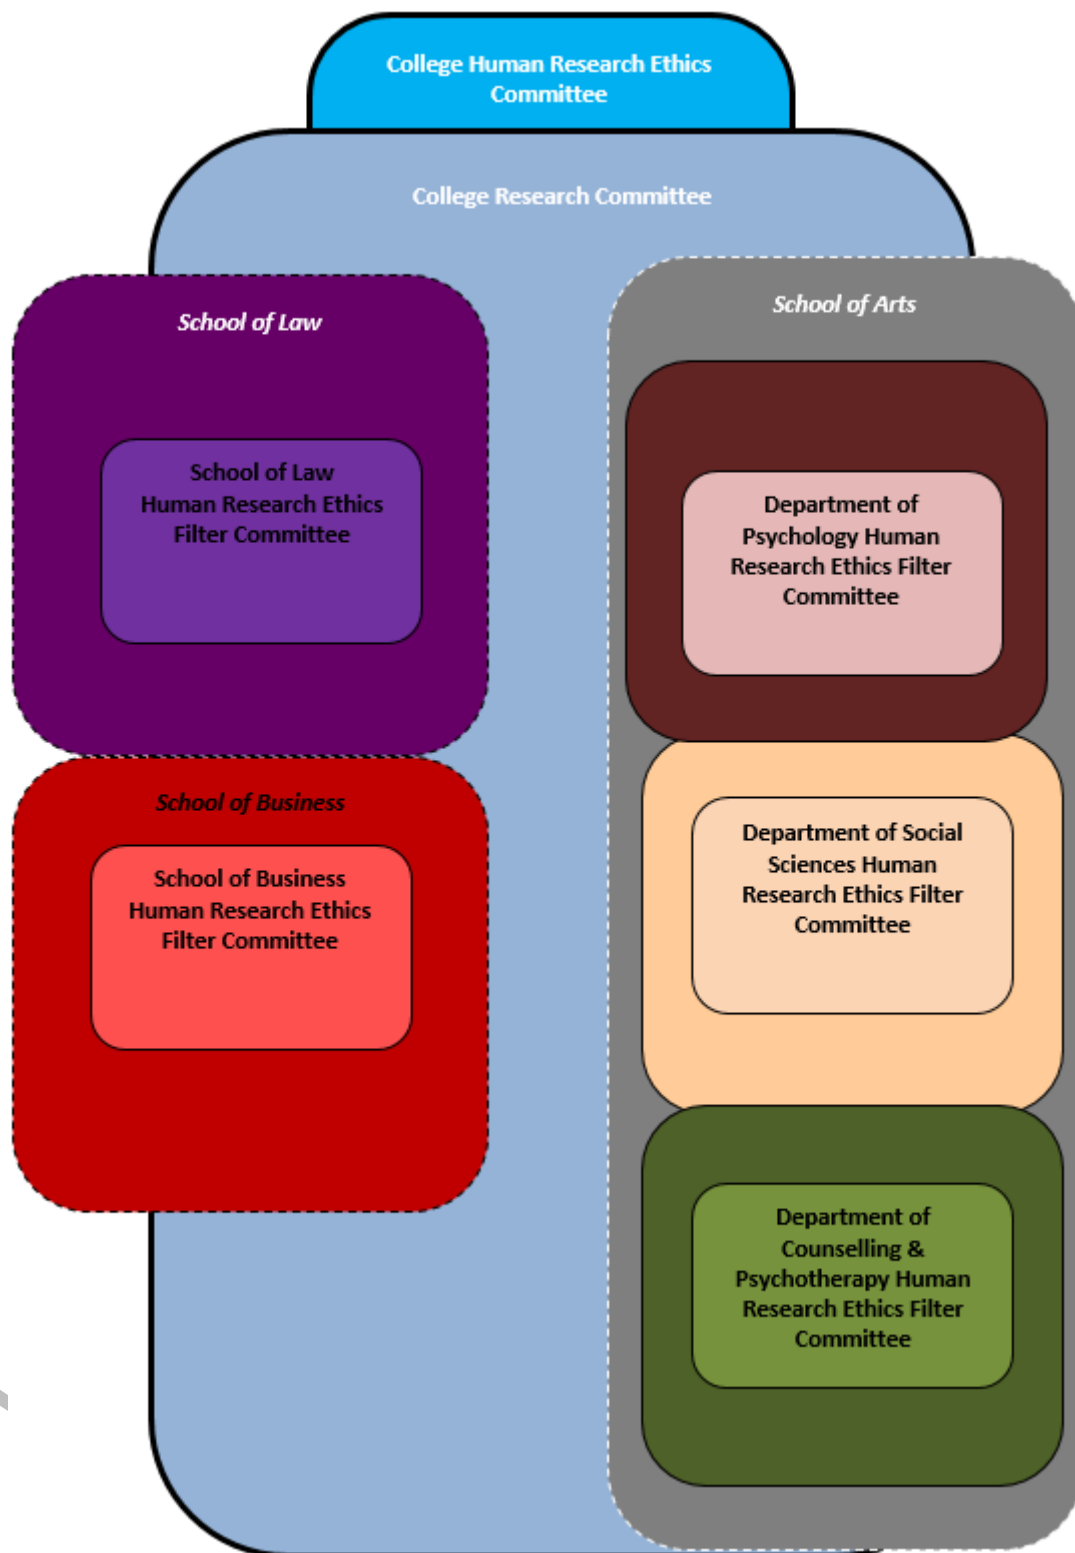 College Human Research Ethics
Committee
College Research Committee
School of Law
School of Law
Human Research Ethics
Filter Committee
School of Business
School of Business
Human Research Ethics
Filter Committee
School of Arts
Department of
Psychology Human
Research Ethics Filter
Committee
Department of Social
Sciences Human
Research Ethics Filter
Committee
Department of
Counselling &
Psychotherapy Human
Research Ethics Filter
Committee